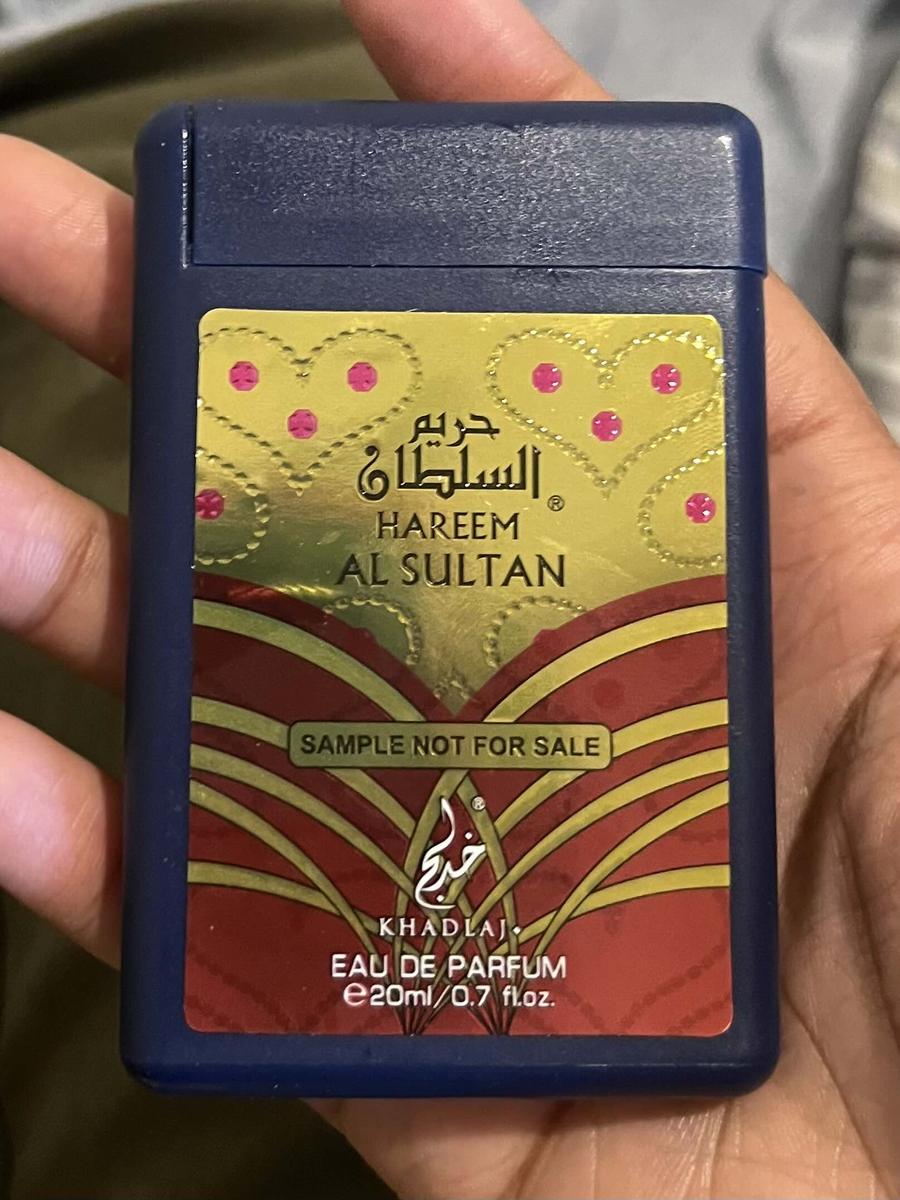 حريم
السلطان®
HAREEM
AL SULTAN
SAMPLE NOT FOR SALE
خدلج®
KHADLAJ
EAU DE PARFUM
℮20ml/0.7 fl.oz.